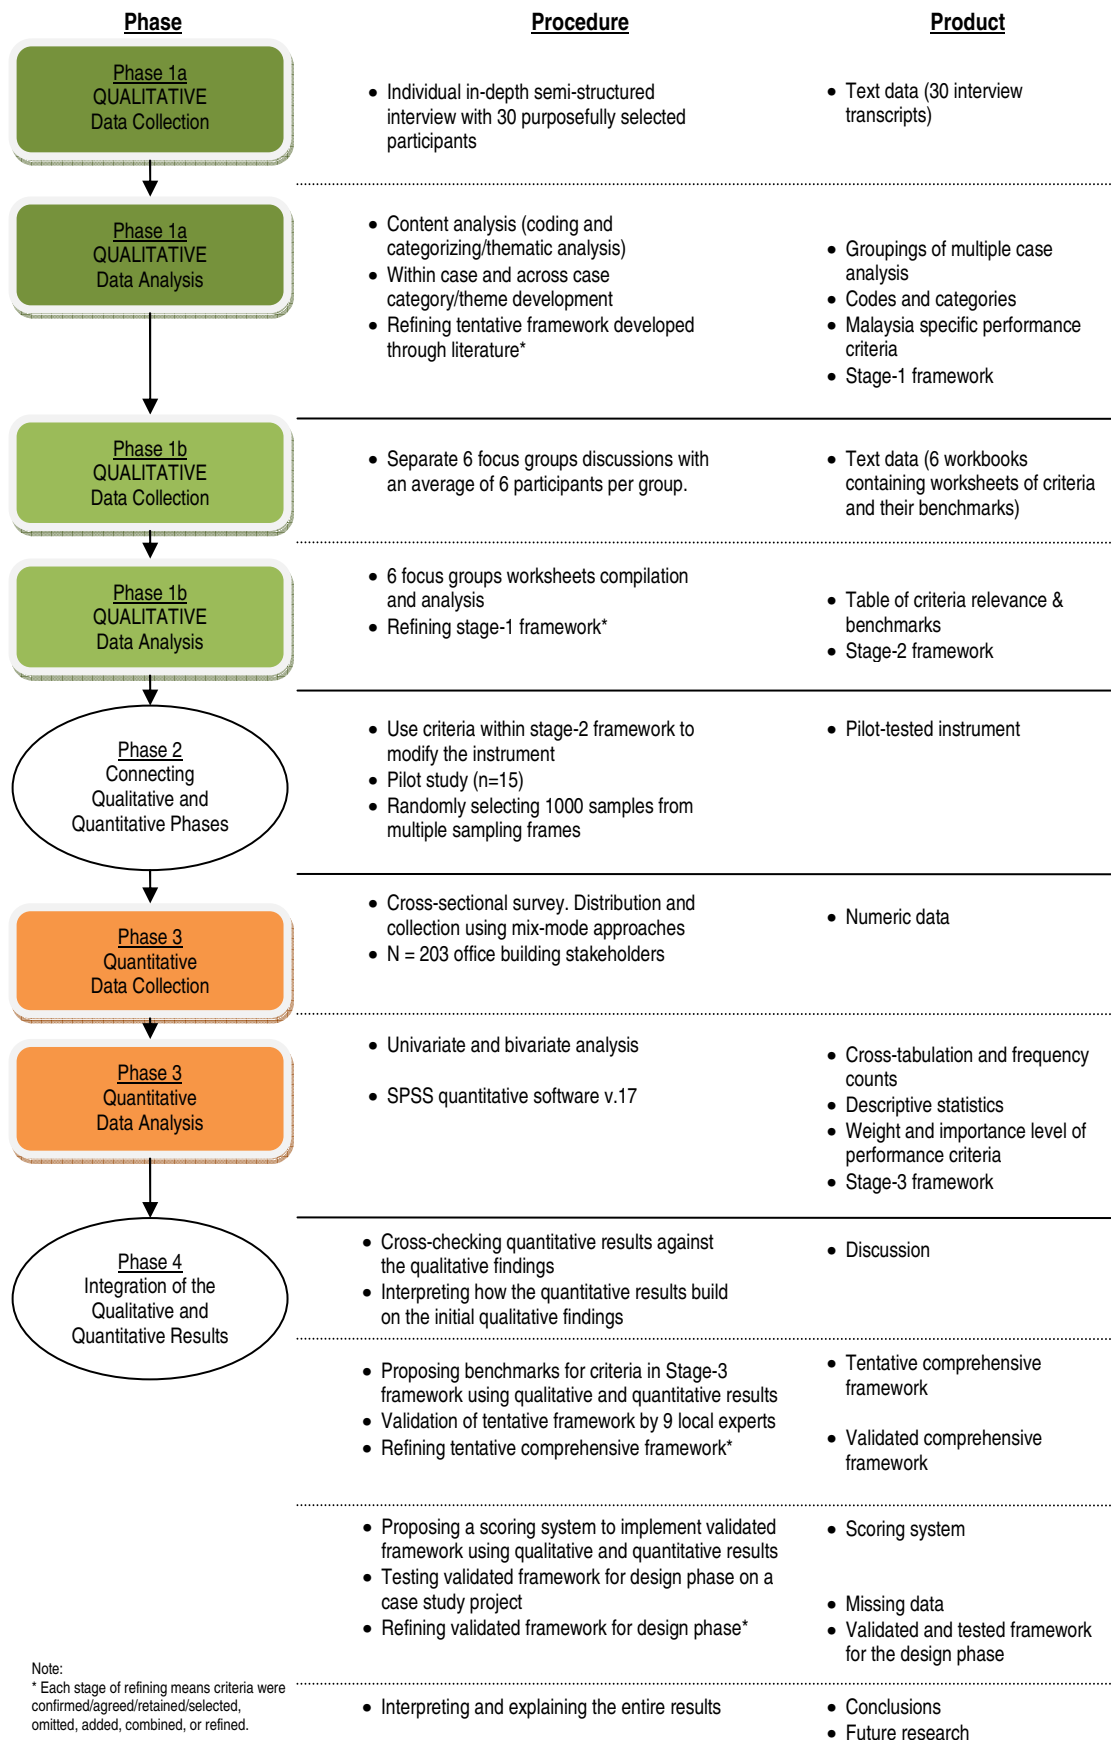 Phase
Procedure
Product
Phase 1a
QUALITATIVE
Data Collection
• Individual in-depth semi-structured
interview with 30 purposefully selected
participants
• Text data (30 interview
transcripts)
Phase 1a
QUALITATIVE
Data Analysis
• Content analysis (coding and
categorizing/thematic analysis)
• Within case and across case
category/theme development
• Refining tentative framework developed
through literature*
• Groupings of multiple case
analysis
• Codes and categories
• Malaysia specific performance
criteria
• Stage-1 framework
Phase 1b
QUALITATIVE
Data Collection
• Separate 6 focus groups discussions with
an average of 6 participants per group.
• Text data (6 workbooks
containing worksheets of criteria
and their benchmarks)
Phase 1b
QUALITATIVE
Data Analysis
• 6 focus groups worksheets compilation
and analysis
• Refining stage-1 framework*
• Table of criteria relevance &
benchmarks
• Stage-2 framework
Phase 2
Connecting
Qualitative and
Quantitative Phases
• Use criteria within stage-2 framework to
modify the instrument
• Pilot study (n=15)
• Randomly selecting 1000 samples from
multiple sampling frames
• Pilot-tested instrument
Phase 3
Quantitative
Data Collection
• Cross-sectional survey. Distribution and
collection using mix-mode approaches
• N = 203 office building stakeholders
• Numeric data
Phase 3
Quantitative
Data Analysis
• Univariate and bivariate analysis
• SPSS quantitative software v.17
• Cross-tabulation and frequency
counts
• Descriptive statistics
• Weight and importance level of
performance criteria
• Stage-3 framework
Phase 4
Integration of the
Qualitative and
Quantitative Results
• Cross-checking quantitative results against
the qualitative findings
• Interpreting how the quantitative results build
on the initial qualitative findings
• Discussion
• Proposing benchmarks for criteria in Stage-3
framework using qualitative and quantitative results
• Validation of tentative framework by 9 local experts
• Refining tentative comprehensive framework*
• Tentative comprehensive
framework
• Validated comprehensive
framework
• Proposing a scoring system to implement validated
framework using qualitative and quantitative results
• Testing validated framework for design phase on a
case study project
• Refining validated framework for design phase*
• Scoring system
• Missing data
• Validated and tested framework
for the design phase
Note:
* Each stage of refining means criteria were
confirmed/agreed/retained/selected,
omitted, added, combined, or refined.
• Interpreting and explaining the entire results
• Conclusions
• Future research